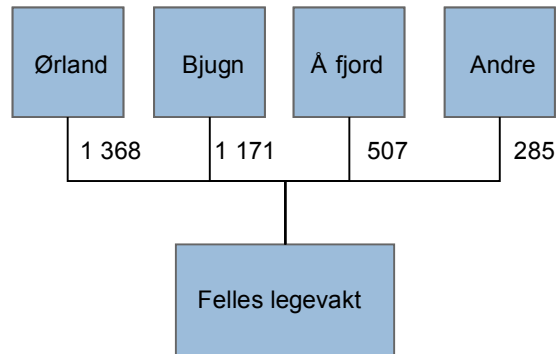 Ørland
Bjugn
Å fjord
Andre
1 368
1 171
507
285
Felles legevakt